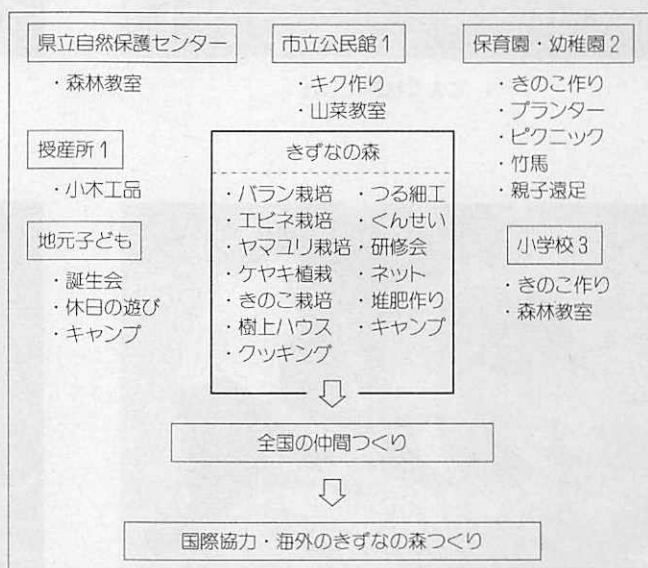 県立自然保護センター
・森林教室
市立公民館1
・キク作り
・山菜教室
保育園・幼稚園2
・きのこ作り
・プランター
・ピクニック
・竹馬
・親子遠足
授産所1
・小木工品
地元子ども
・誕生会
・休日の遊び
・キャンプ
きずなの森
・バラン栽培
・エビネ栽培
・ヤマユリ栽培
・ケヤキ植栽
・きのこ栽培
・樹上ハウス
・クッキング
・つる細工
・くんせい
・研修会
・ネット
・堆肥作り
・キャンプ
小学校3
・きのこ作り
・森林教室
全国の仲間つくり
国際協力・海外のきずなの森つくり